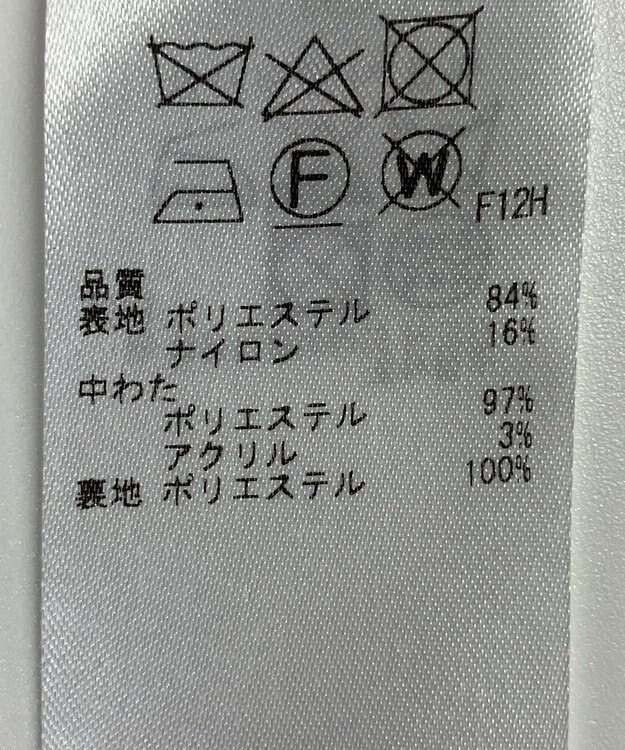 F W F12H
品質
表地 ポリエステル 84%
ナイロン 16%
中わた
ポリエステル 97%
アクリル 3%
裏地 ポリエステル 100%